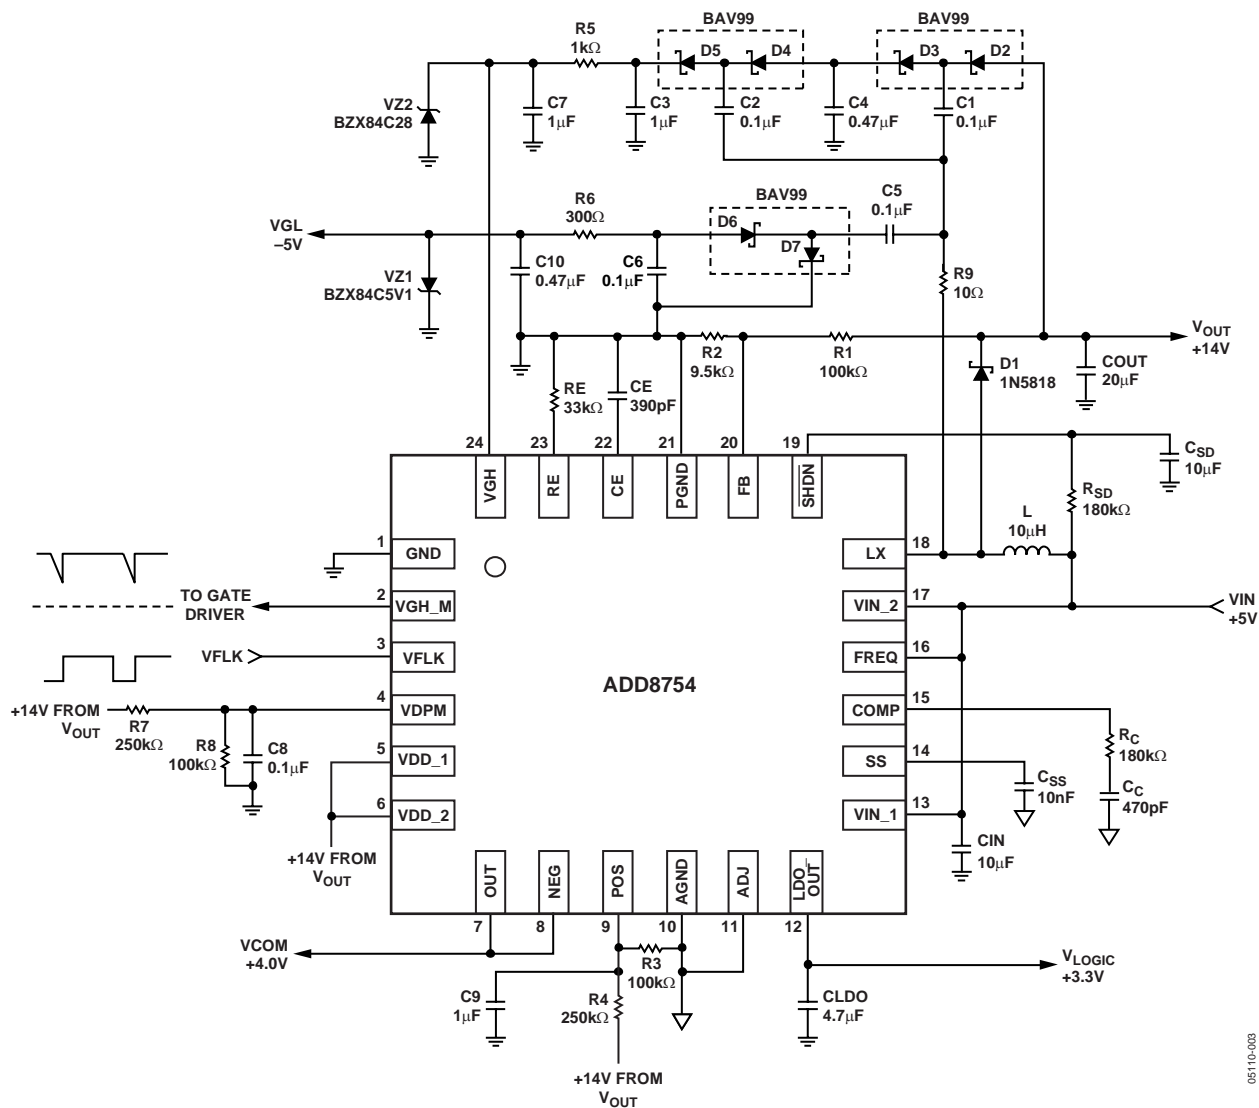 BAV99
BAV99
R5
1kΩ
D5
D4
D3
D2
VZ2
BZX84C28
C7
1µF
C3
1µF
C2
0.1µF
C4
0.47µF
C1
0.1µF
VGL
–5V
R6
300Ω
BAV99
C5
0.1µF
D6
D7
VZ1
BZX84C5V1
C10
0.47µF
C6
0.1µF
R9
10Ω
R2
9.5kΩ
R1
100kΩ
D1
1N5818
VOUT
+14V
COUT
20µF
RE
33kΩ
CE
390pF
CSD
10µF
RSD
180kΩ
24
23
22
21
20
19
VGH
RE
CE
PGND
FB
SHDN
L
10µH
1
GND
18
LX
TO GATE
DRIVER
2
VGH_M
17
VIN_2
VIN
+5V
VFLK
3
VFLK
16
FREQ
ADD8754
+14V FROM
VOUT
R7
250kΩ
4
VDPM
15
COMP
R8
100kΩ
C8
0.1µF
RC
180kΩ
5
VDD_1
14
SS
CSS
10nF
CC
470pF
6
VDD_2
13
VIN_1
+14V FROM
VOUT
CIN
10µF
OUT
NEG
POS
AGND
ADJ
LDO_
OUT
7
8
9
10
11
12
VCOM
+4.0V
R3
100kΩ
VLOGIC
+3.3V
C9
1µF
R4
250kΩ
CLDO
4.7µF
+14V FROM
VOUT
05110-003